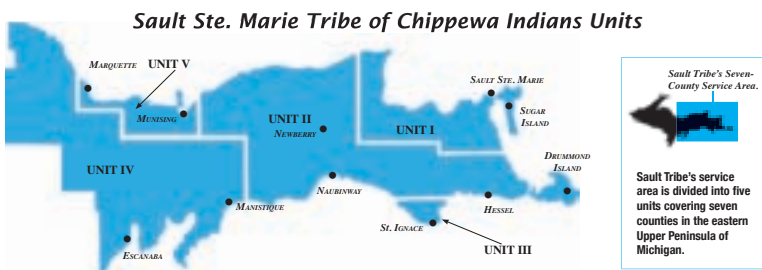 Sault Ste. Marie Tribe of Chippewa Indians Units
MARQUETTE
UNIT V
MUNISING
UNIT II
NEWBERRY
SAULT STE. MARIE
SUGAR
ISLAND
UNIT I
UNIT IV
DRUMMOND
ISLAND
NAUBINWAY
MANISTIQUE
HESSEL
ST. IGNACE
UNIT III
ESCANABA
Sault Tribe's Seven-
County Service Area.
Sault Tribe's service
area is divided into five
units covering seven
counties in the eastern
Upper Peninsula of
Michigan.